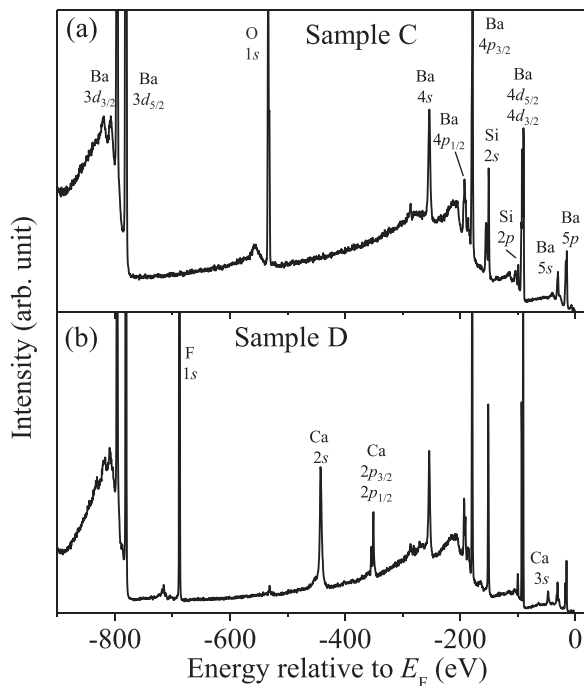 (a)
Sample C
Ba
3d3/2
Ba
3d5/2
O
1s
Ba
4s
Ba
4p1/2
Ba
4p3/2
Si
2s
Si
2p
Ba
4d5/2
4d3/2
Ba
5s
Ba
5p
(b)
Sample D
F
1s
Ca
2s
Ca
2p3/2
2p1/2
Ca
3s
Intensity (arb. unit)
-800
-600
-400
-200
0
Energy relative to EF (eV)